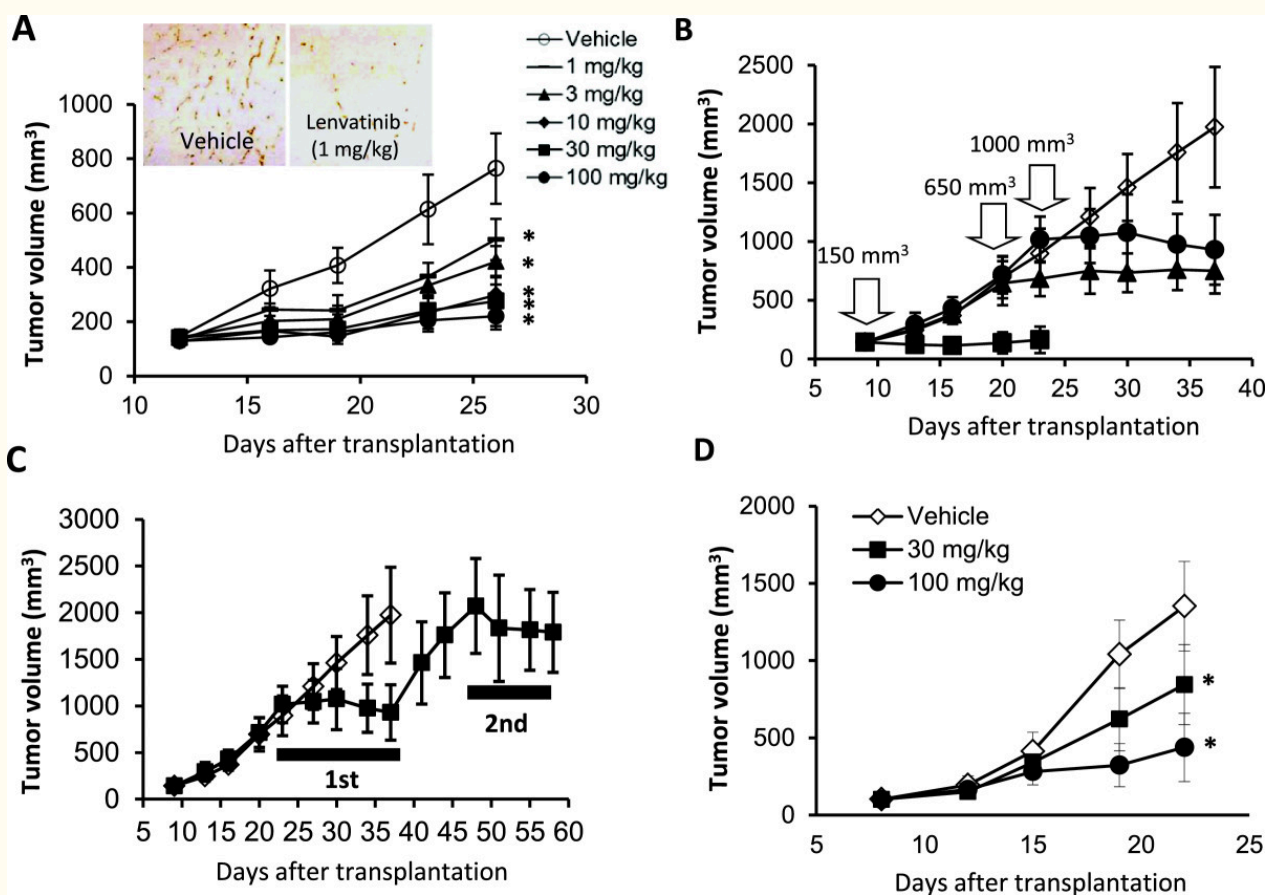 A
Vehicle
Lenvatinib
(1 mg/kg)
Vehicle
1 mg/kg
3 mg/kg
10 mg/kg
30 mg/kg
100 mg/kg
Tumor volume (mm³)
1000
800
600
400
200
0
*
*
*
*
*
10 15 20 25 30
Days after transplantation
B
Tumor volume (mm³)
2500
2000
1500
1000
500
0
150 mm³
650 mm³
1000 mm³
5 10 15 20 25 30 35 40
Days after transplantation
C
Tumor volume (mm³)
3000
2500
2000
1500
1000
500
0
1st
2nd
5 10 15 20 25 30 35 40 45 50 55 60
Days after transplantation
D
Tumor volume (mm³)
2000
1500
1000
500
0
Vehicle
30 mg/kg
100 mg/kg
*
*
5 10 15 20 25
Days after transplantation